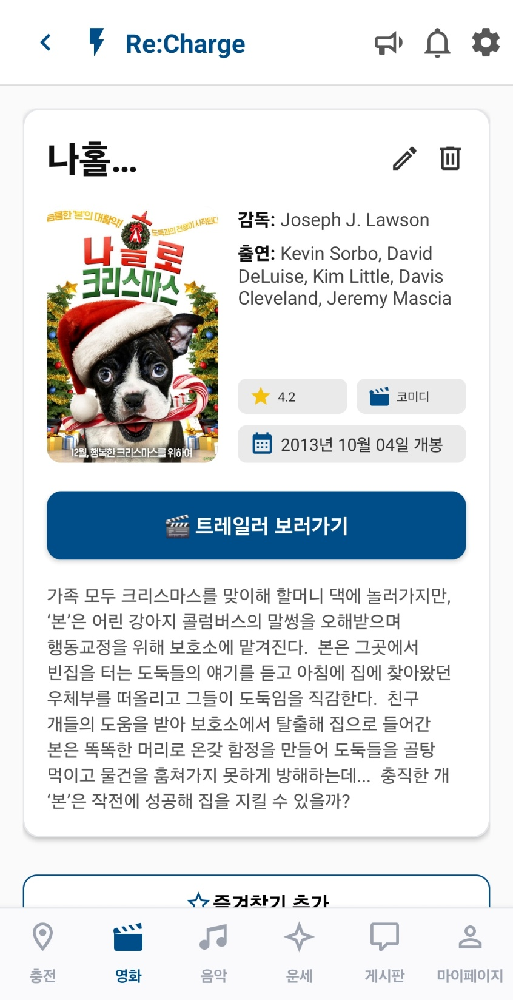 Re:Charge
나홀...
음흉한 '본'의 대활약!
도둑과의 전쟁이 시작된다
나 홀 로
크리스마스
12월, 행복한 크리스마스를 위하여
감독: Joseph J. Lawson
출연: Kevin Sorbo, David
DeLuise, Kim Little, Davis
Cleveland, Jeremy Mascia
4.2
코미디
2013년 10월 04일 개봉
트레일러 보러가기
가족 모두 크리스마스를 맞이해 할머니 댁에 놀러가지만,
‘본’은 어린 강아지 콜럼버스의 말썽을 오해받으며
행동교정을 위해 보호소에 맡겨진다.  본은 그곳에서
빈집을 터는 도둑들의 얘기를 듣고 아침에 집에 찾아왔던
우체부를 떠올리고 그들이 도둑임을 직감한다.  친구
개들의 도움을 받아 보호소에서 탈출해 집으로 들어간
본은 똑똑한 머리로 온갖 함정을 만들어 도둑들을 골탕
먹이고 물건을 훔쳐가지 못하게 방해하는데...  충직한 개
‘본’은 작전에 성공해 집을 지킬 수 있을까?
즐겨찾기 추가
충전
영화
음악
운세
게시판
마이페이지